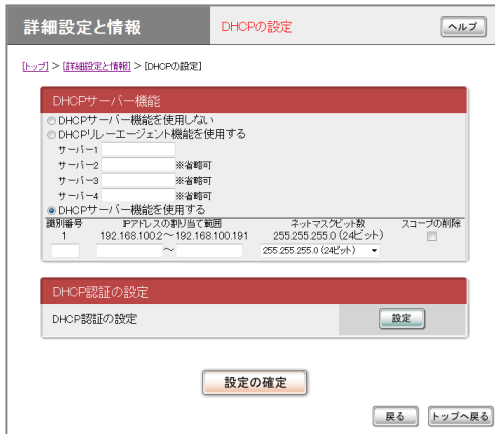 詳細設定と情報 DHCPの設定 ヘルプ
[トップ] > [詳細設定と情報] > [DHCPの設定]
DHCPサーバー機能
DHCPサーバー機能を使用しない
DHCPリレーエージェント機能を使用する
サーバー1
サーバー2 ※省略可
サーバー3 ※省略可
サーバー4 ※省略可
DHCPサーバー機能を使用する
識別番号 IPアドレスの割り当て範囲 ネットマスクビット数 スコープの削除
1 192.168.100.2～192.168.100.191 255.255.255.0 (24ビット)
～ 255.255.255.0 (24ビット)
DHCP認証の設定
DHCP認証の設定 設定
設定の確定
戻る トップへ戻る